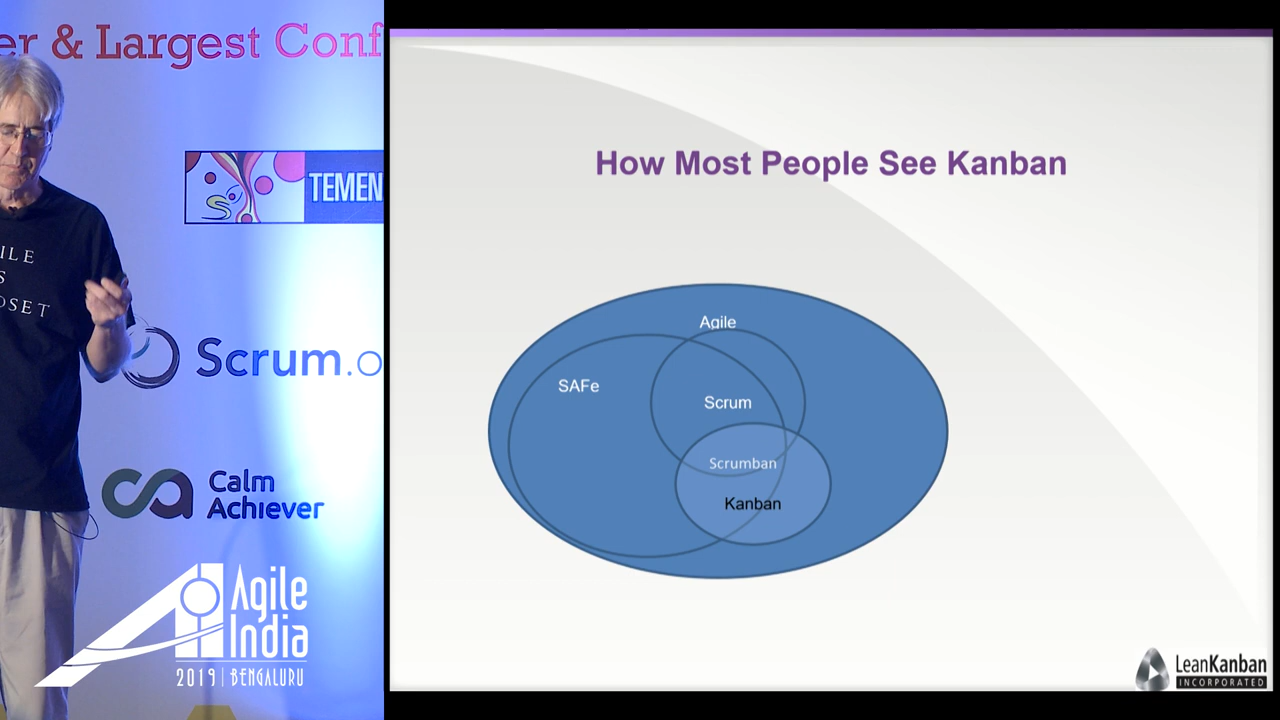 er & Largest Conf
TEMEN
ILE
S
DSET
Scrum.o
Calm
Achiever
Agile
India
2019 | BENGALURU
How Most People See Kanban
Agile
SAFe
Scrum
Scrumban
Kanban
LeanKanban
INCORPORATED